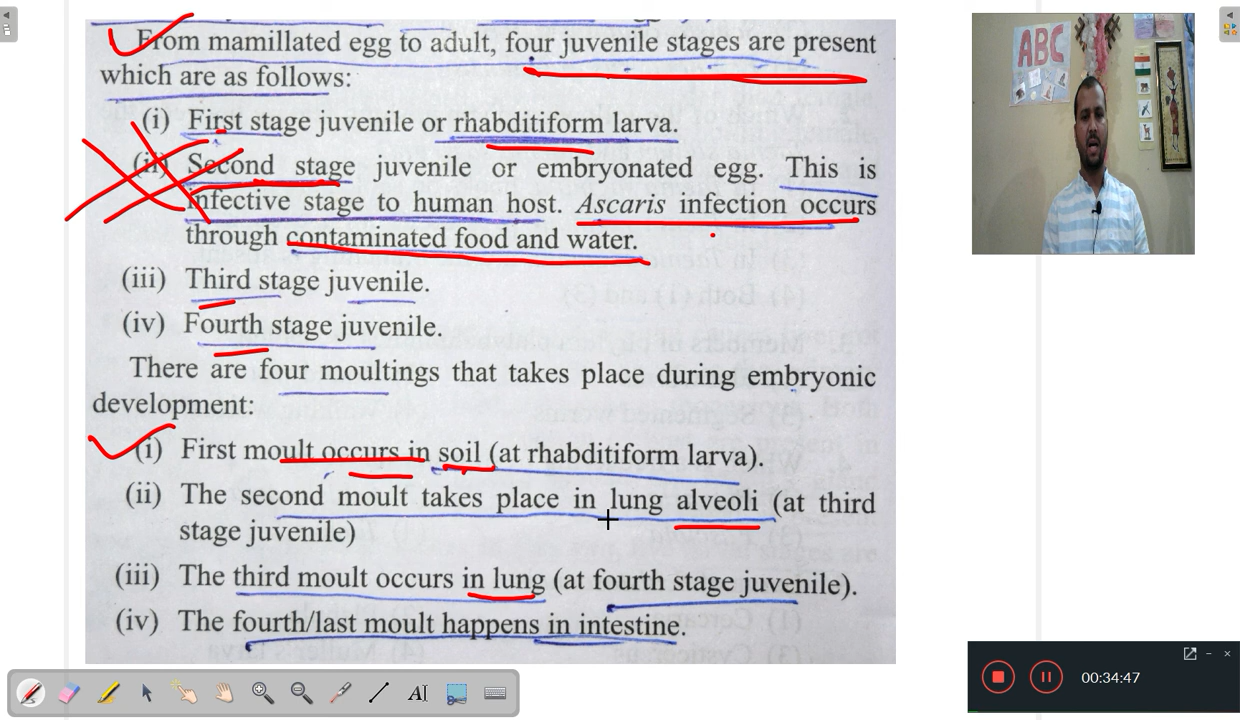 From mamillated egg to adult, four juvenile stages are present
which are as follows:
(i) First stage juvenile or rhabditiform larva.
(ii) Second stage juvenile or embryonated egg. This is
infective stage to human host. Ascaris infection occurs
through contaminated food and water.
(iii) Third stage juvenile.
(iv) Fourth stage juvenile.
There are four moultings that takes place during embryonic
development:
(i) First moult occurs in soil (at rhabditiform larva).
(ii) The second moult takes place in lung alveoli (at third
stage juvenile)
(iii) The third moult occurs in lung (at fourth stage juvenile).
(iv) The fourth/last moult happens in intestine.
ABC
AI
00:34:47